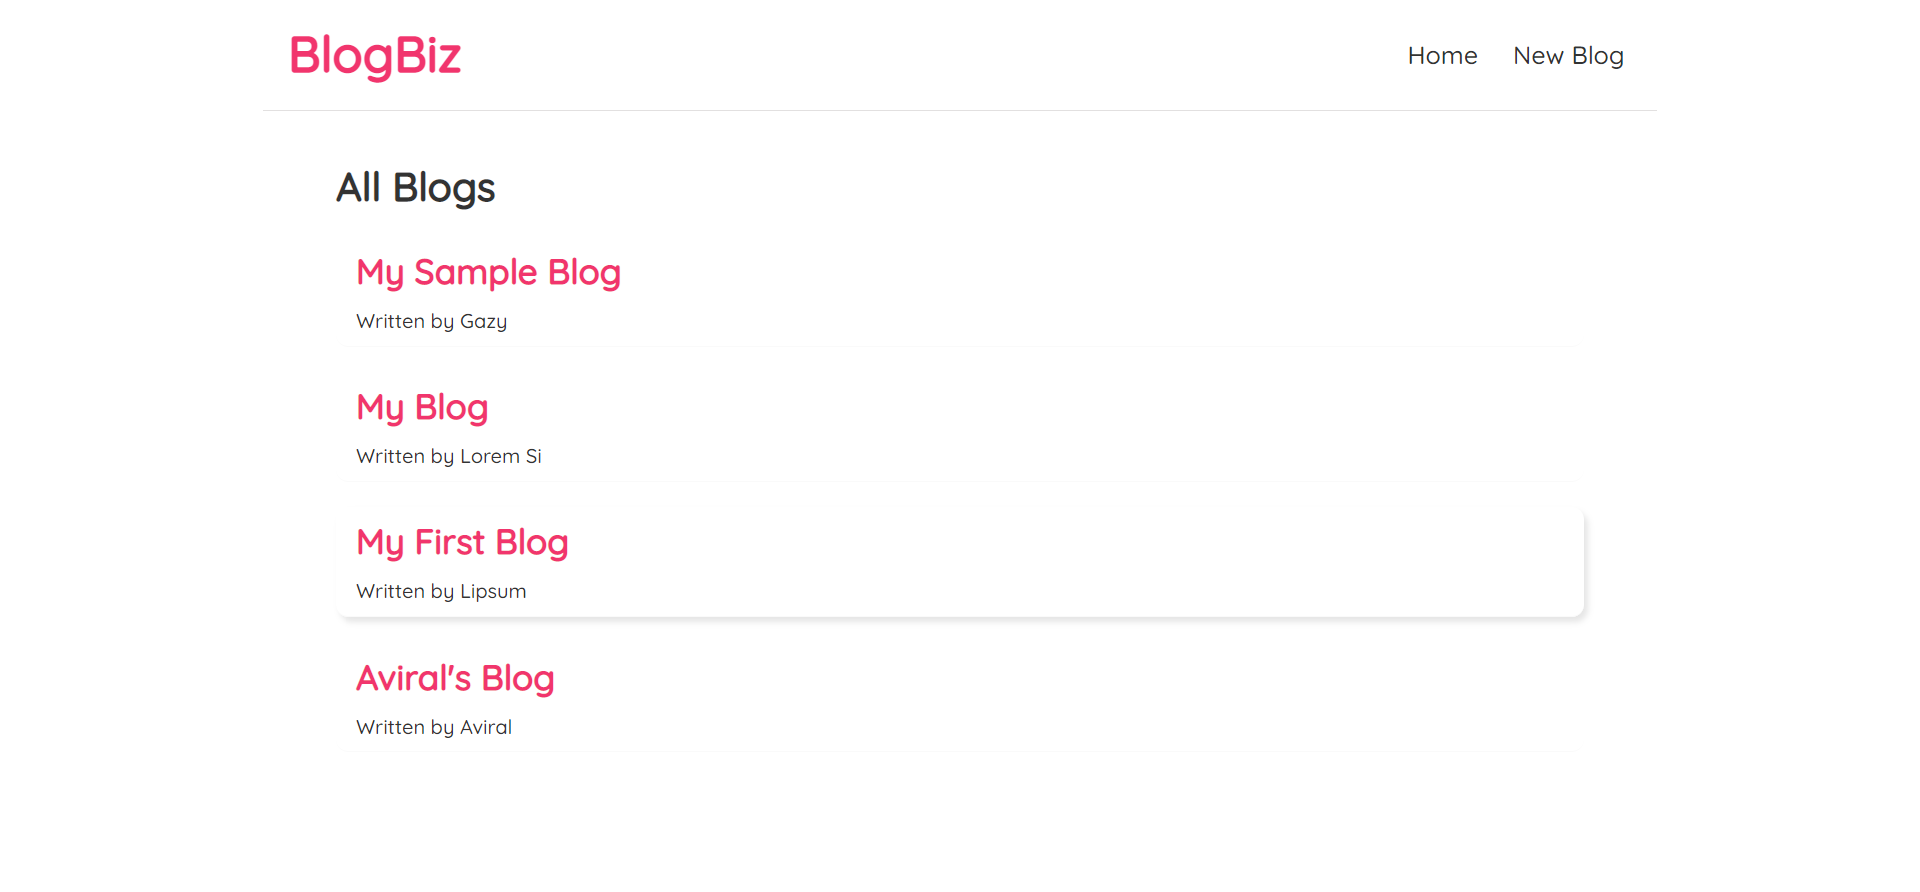 BlogBiz
Home New Blog
All Blogs
My Sample Blog
Written by Gazy
My Blog
Written by Lorem Si
My First Blog
Written by Lipsum
Aviral's Blog
Written by Aviral